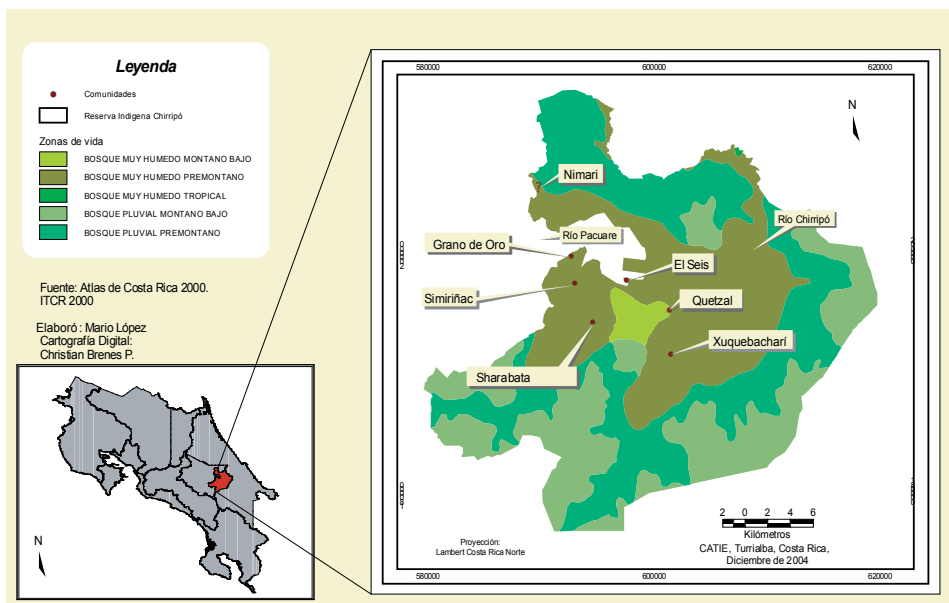 Leyenda
Comunidades
Reserva Indigena Chirripó
Zonas de vida
BOSQUE MUY HUMEDO MONTANO BAJO
BOSQUE MUY HUMEDO PREMONTANO
BOSQUE MUY HUMEDO TROPICAL
BOSQUE PLUVIAL MONTANO BAJO
BOSQUE PLUVIAL PREMONTANO
Fuente: Atlas de Costa Rica 2000.
ITCR 2000
Elaboró : Mario López
Cartografía Digital:
Christian Brenes P.
N
580000
600000
620000
N
?
Nimari
Río Chirripó
Río Pacuare
Grano de Oro
El Seis
Simiriñac
Quetzal
Xuquebacharí
Sharabata
2 0 2 4 6
Kilómetros
Proyección:
Lambert Costa Rica Norte
CATIE, Turrialba, Costa Rica,
Diciembre de 2004
580000
600000
620000